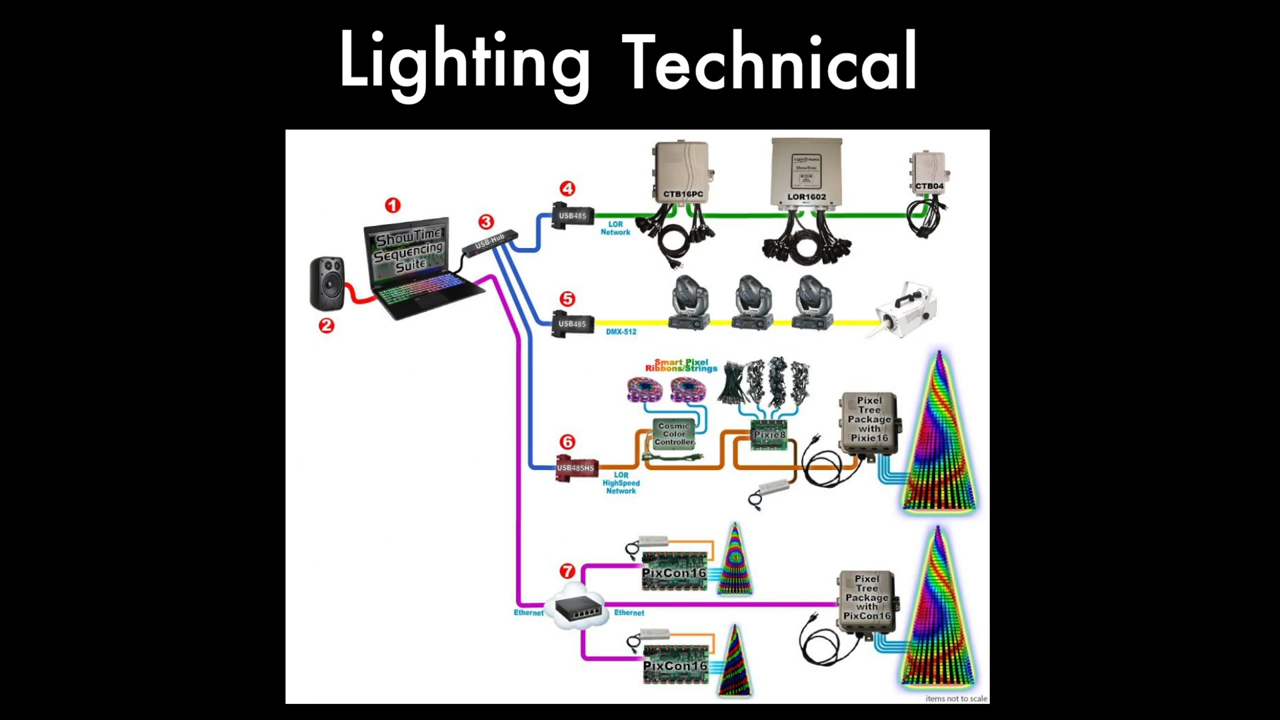 Lighting Technical
1
ShowTime
Sequencing
Suite
2
3
USB-Hub
4
USB485
LOR
Network
CTB16PC
LOR1602
CTB04
5
USB485
DMX-512
Smart Pixel
Ribbons/Strings
Cosmic
Color
Controller
Pixie8
Pixel
Tree
Package
with
Pixie16
6
USB485HS
LOR
HighSpeed
Network
7
Ethernet
Ethernet
PixCon16
PixCon16
Pixel
Tree
Package
with
PixCon16
items not to scale